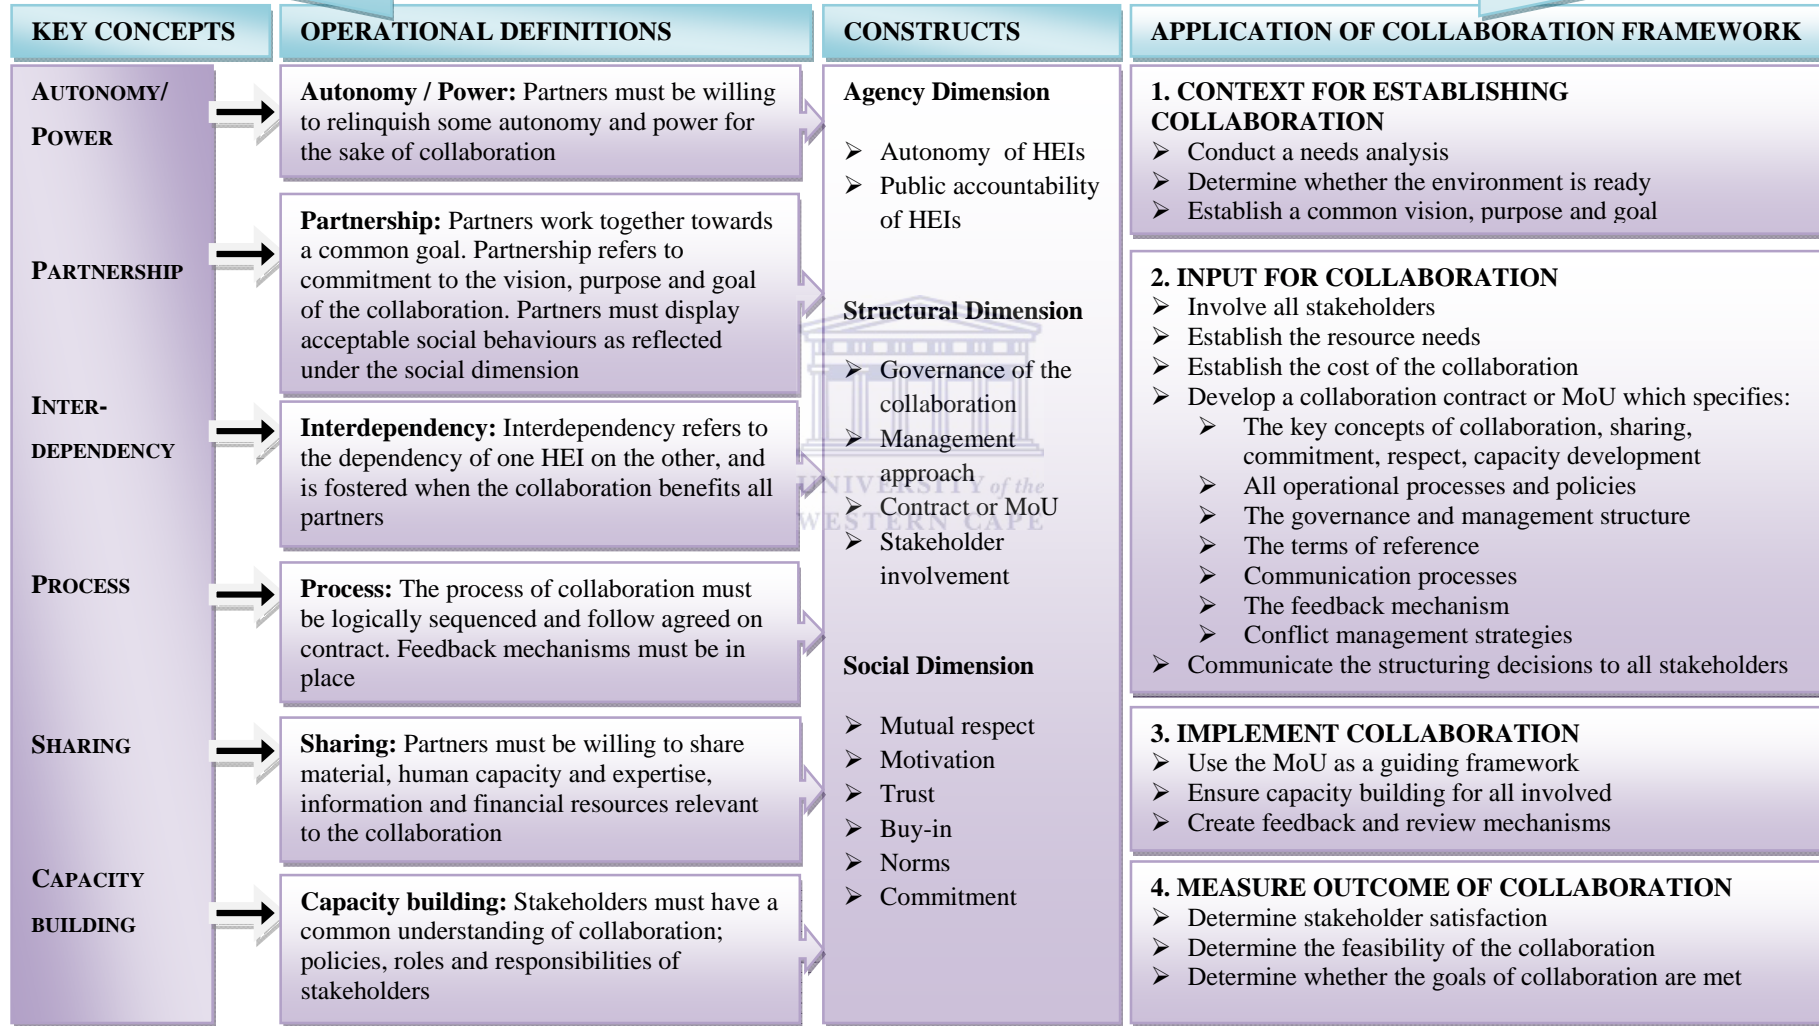 KEY CONCEPTS
OPERATIONAL DEFINITIONS
CONSTRUCTS
APPLICATION OF COLLABORATION FRAMEWORK
AUTONOMY/
POWER
PARTNERSHIP
INTER-
DEPENDENCY
PROCESS
SHARING
CAPACITY
BUILDING
Autonomy / Power: Partners must be willing
to relinquish some autonomy and power for
the sake of collaboration
Partnership: Partners work together towards
a common goal. Partnership refers to
commitment to the vision, purpose and goal
of the collaboration. Partners must display
acceptable social behaviours as reflected
under the social dimension
Interdependency: Interdependency refers to
the dependency of one HEI on the other, and
is fostered when the collaboration benefits all
partners
Process: The process of collaboration must
be logically sequenced and follow agreed on
contract. Feedback mechanisms must be in
place
Sharing: Partners must be willing to share
material, human capacity and expertise,
information and financial resources relevant
to the collaboration
Capacity building: Stakeholders must have a
common understanding of collaboration;
policies, roles and responsibilities of
stakeholders
Agency Dimension
➢ Autonomy of HEIs
➢ Public accountability
of HEIs
Structural Dimension
➢ Governance of the
collaboration
➢ Management
approach
➢ Contract or MoU
➢ Stakeholder
involvement
Social Dimension
➢ Mutual respect
➢ Motivation
➢ Trust
➢ Buy-in
➢ Norms
➢ Commitment
UNIVERSITY of the
WESTERN CAPE
1. CONTEXT FOR ESTABLISHING
COLLABORATION
➢ Conduct a needs analysis
➢ Determine whether the environment is ready
➢ Establish a common vision, purpose and goal
2. INPUT FOR COLLABORATION
➢ Involve all stakeholders
➢ Establish the resource needs
➢ Establish the cost of the collaboration
➢ Develop a collaboration contract or MoU which specifies:
➢ The key concepts of collaboration, sharing,
commitment, respect, capacity development
➢ All operational processes and policies
➢ The governance and management structure
➢ The terms of reference
➢ Communication processes
➢ The feedback mechanism
➢ Conflict management strategies
➢ Communicate the structuring decisions to all stakeholders
3. IMPLEMENT COLLABORATION
➢ Use the MoU as a guiding framework
➢ Ensure capacity building for all involved
➢ Create feedback and review mechanisms
4. MEASURE OUTCOME OF COLLABORATION
➢ Determine stakeholder satisfaction
➢ Determine the feasibility of the collaboration
➢ Determine whether the goals of collaboration are met